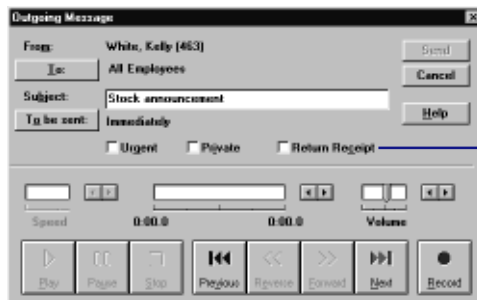 Outgoing Message
From: White, Kelly (463)
To: All Employees
Send
Cancel
Subject: Stock announcement
To be sent: Immediately
Help
Urgent Private Return Receipt
Speed 0:00.0 0:00.0 Volume
Play Pause Stop Previous Reverse Forward Next Record